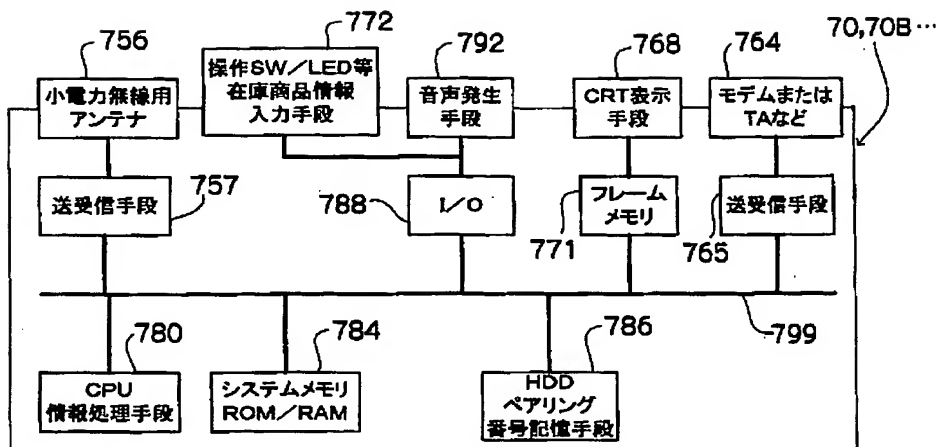 756
772
792
768
764
70,70B…
小電力無線用
アンテナ
操作SW/LED等
在庫商品情報
入力手段
音声発生
手段
CRT表示
手段
モデムまたは
TAなど
送受信手段
757
788
I/O
フレーム
メモリ
771
送受信手段
765
780
784
786
799
CPU
情報処理手段
システムメモリ
ROM/RAM
HDD
ペアリング
番号記憶手段